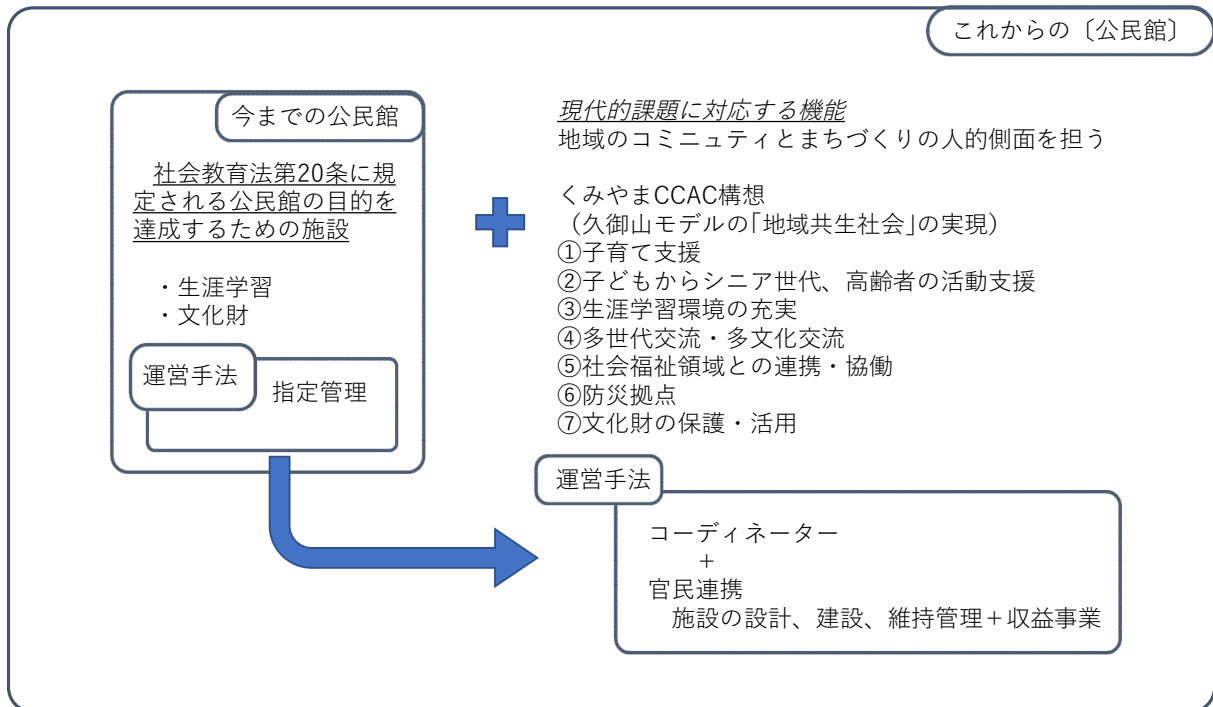 これからの〔公民館〕
今までの公民館
社会教育法第20条に規
定される公民館の目的を
達成するための施設
・生涯学習
・文化財
運営手法
指定管理
現代的課題に対応する機能
地域のコミニュティとまちづくりの人的側面を担う
くみやまCCAC構想
（久御山モデルの「地域共生社会」の実現）
①子育て支援
②子どもからシニア世代、高齢者の活動支援
③生涯学習環境の充実
④多世代交流・多文化交流
⑤社会福祉領域との連携・協働
⑥防災拠点
⑦文化財の保護・活用
運営手法
コーディネーター
+
官民連携
施設の設計、建設、維持管理＋収益事業